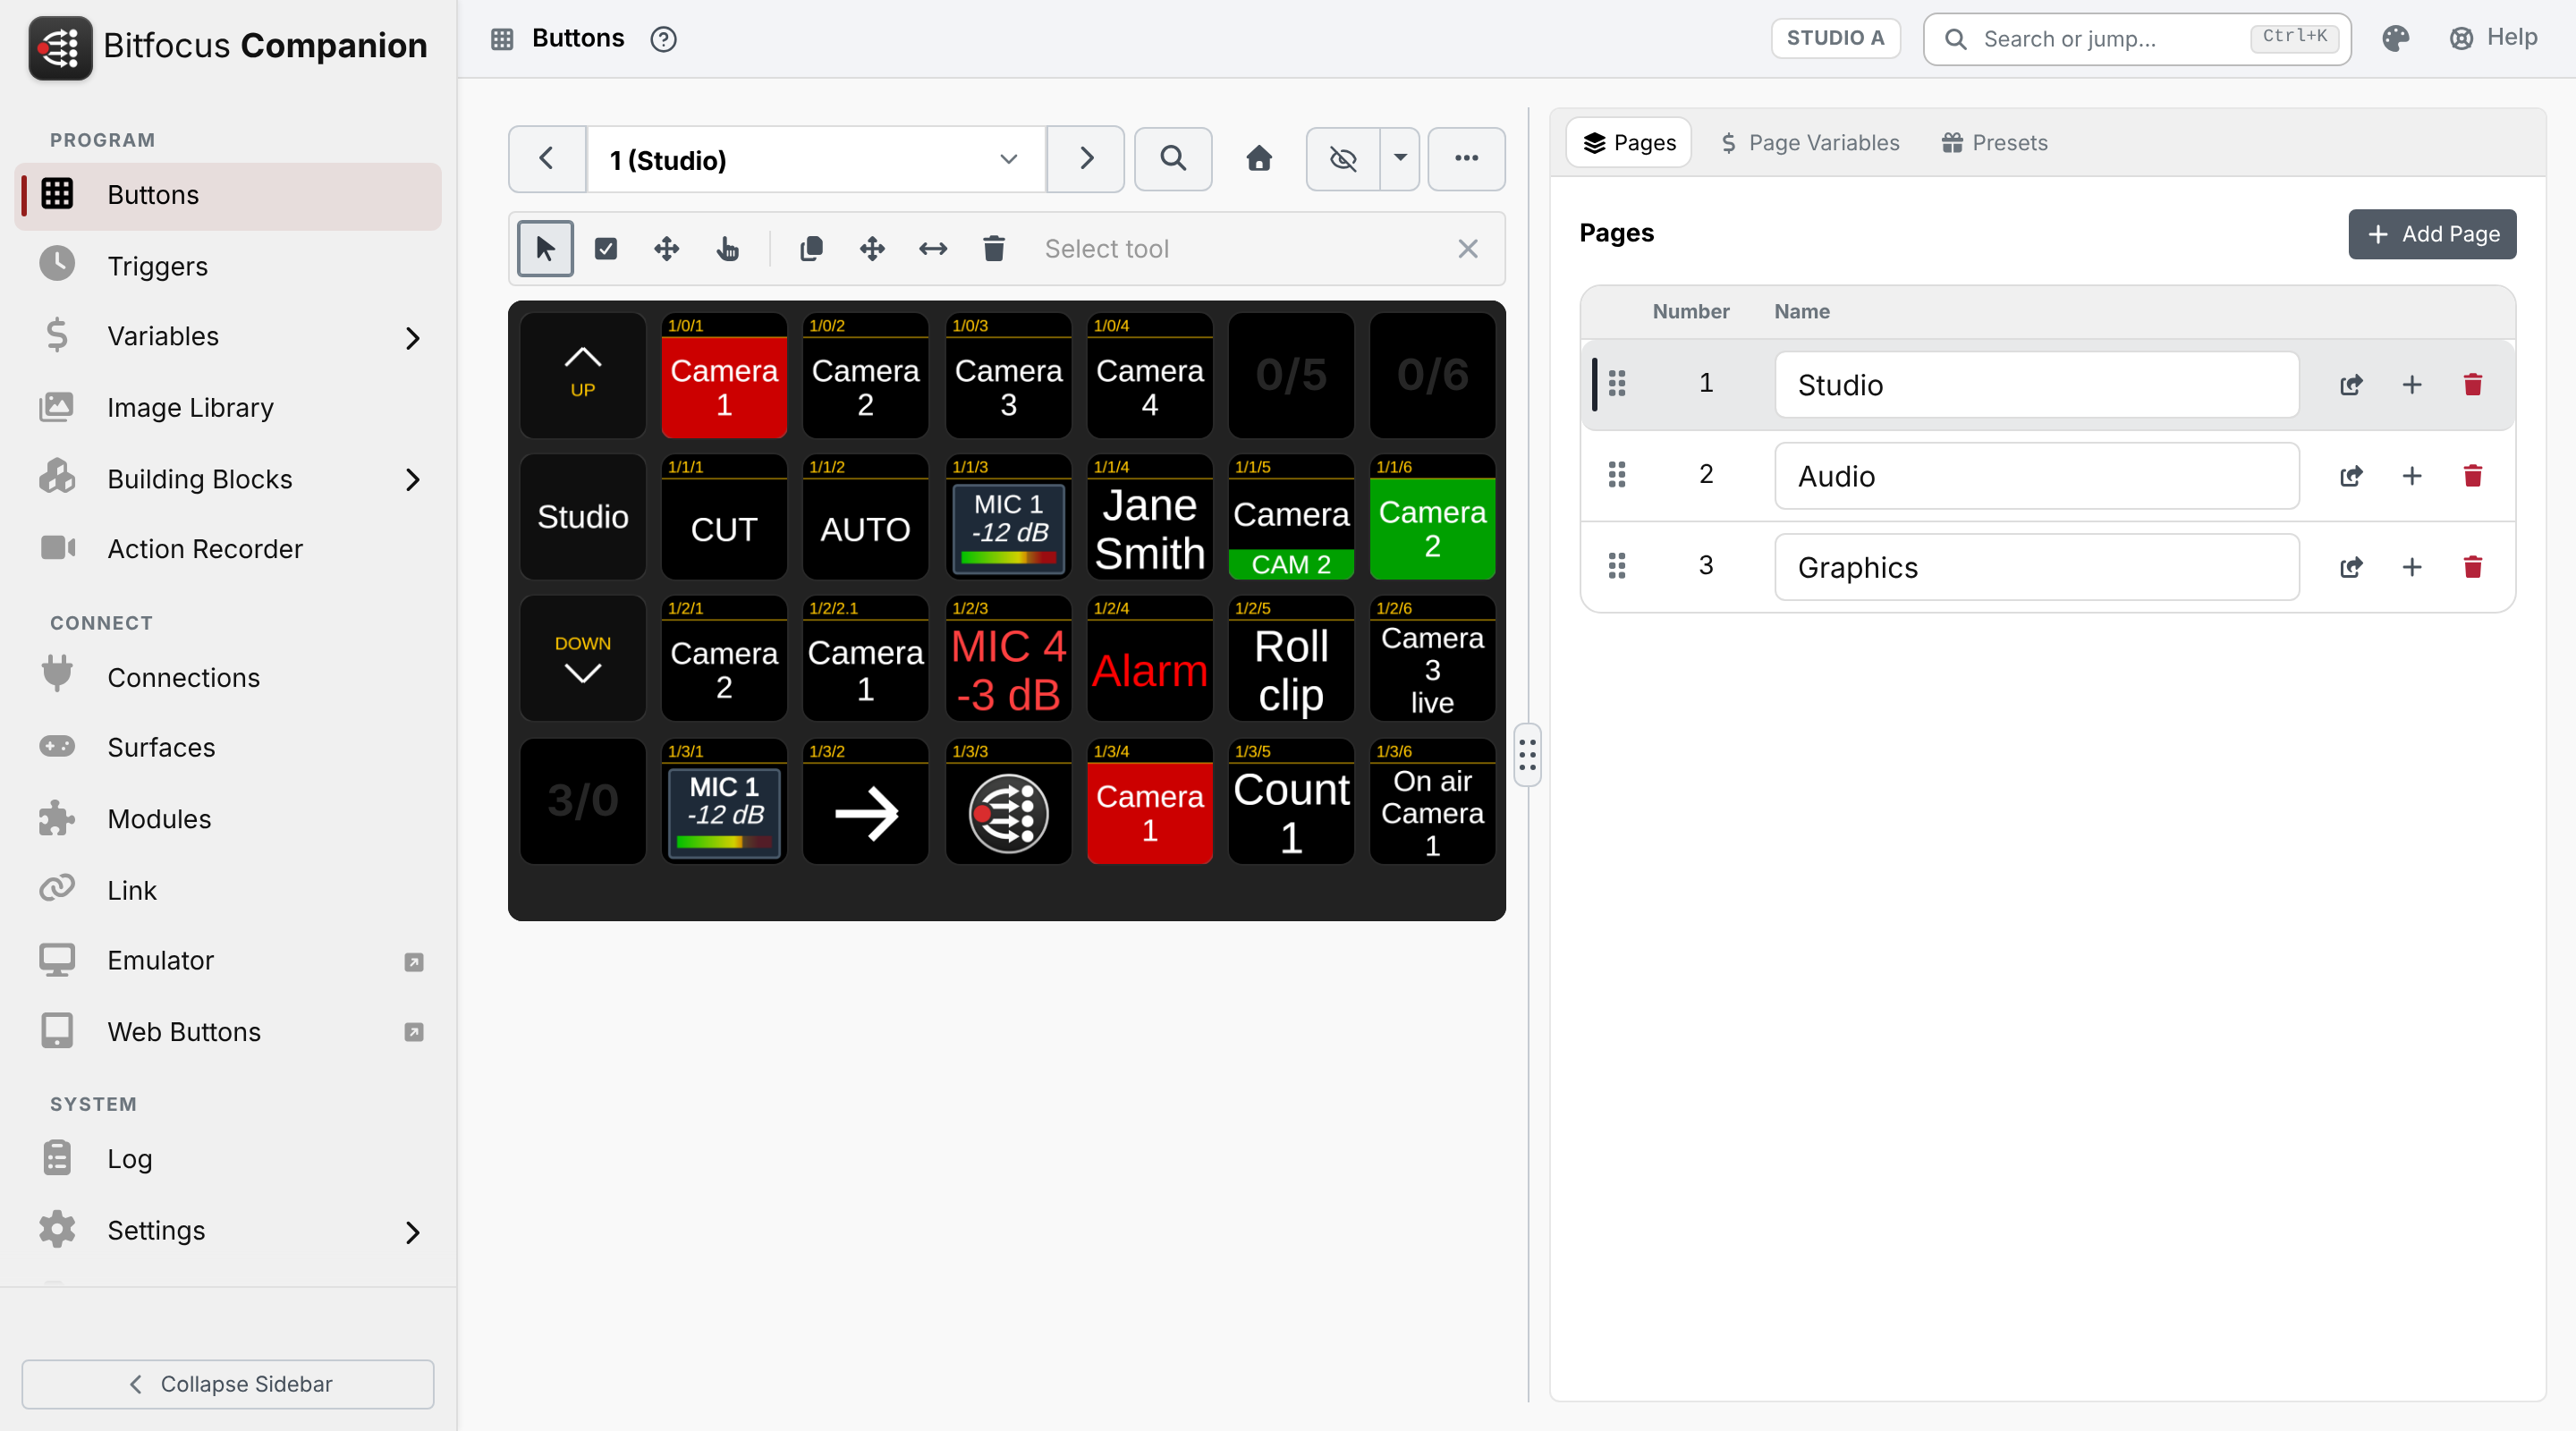 Bitfocus Companion
PROGRAM
Buttons
Triggers
Variables
Image Library
Building Blocks
Action Recorder
CONNECT
Connections
Surfaces
Modules
Link
Emulator
Web Buttons
SYSTEM
Log
Settings
Collapse Sidebar
Buttons
STUDIO A
Search or jump...
Ctrl+K
Help
1 (Studio)
Select tool
UP
1/0/1
Camera
1
1/0/2
Camera
2
1/0/3
Camera
3
1/0/4
Camera
4
0/5
0/6
Studio
1/1/1
CUT
1/1/2
AUTO
1/1/3
MIC 1
-12 dB
1/1/4
Jane
Smith
1/1/5
Camera
CAM 2
1/1/6
Camera
2
DOWN
1/2/1
Camera
2
1/2/2.1
Camera
1
1/2/3
MIC 4
-3 dB
1/2/4
Alarm
1/2/5
Roll
clip
1/2/6
Camera
3
live
3/0
1/3/1
MIC 1
-12 dB
1/3/2
1/3/3
1/3/4
Camera
1
1/3/5
Count
1
1/3/6
On air
Camera
1
Pages
Page Variables
Presets
Pages
Add Page
Number
Name
1
Studio
2
Audio
3
Graphics